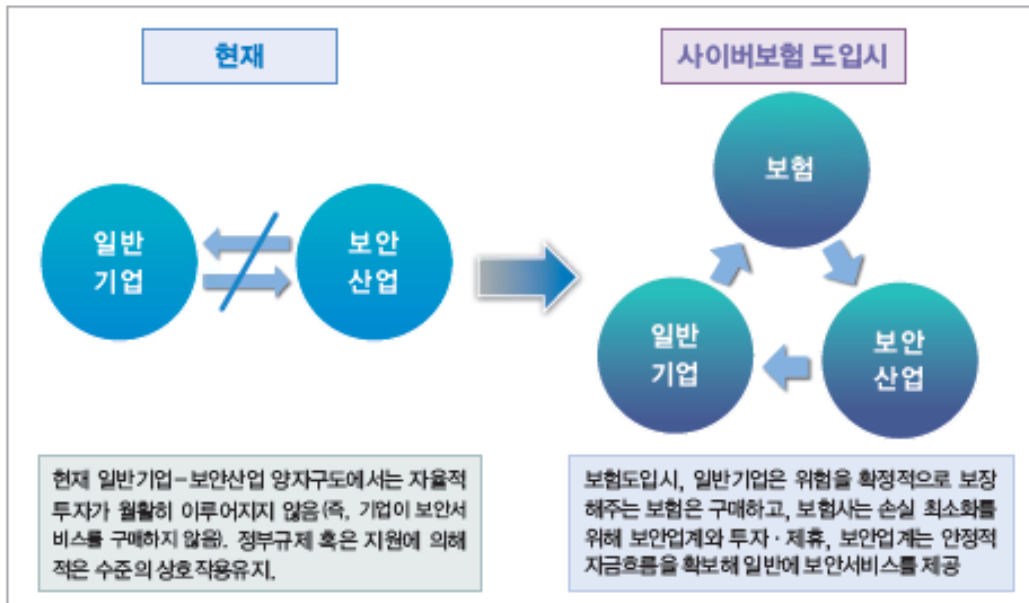 현재
사이버보험 도입시
보험
일반
기업
보안
산업
일반
기업
보안
산업
현재 일반기업-보안산업 양자구도에서는 자율적
투자가 월활히 이루어지지 않음(즉, 기업이 보안서
비스를 구매하지 않음). 정부규제 혹은 지원에 의해
적은 수준의 상호작용유지.
보험도입시, 일반기업은 위험을 확정적으로 보장
해주는 보험은 구매하고, 보험사는 손실 최소화를
위해 보안업계와 투자·제휴, 보안업계는 안정적
자금흐름을 확보해 일반에 보안서비스를 제공